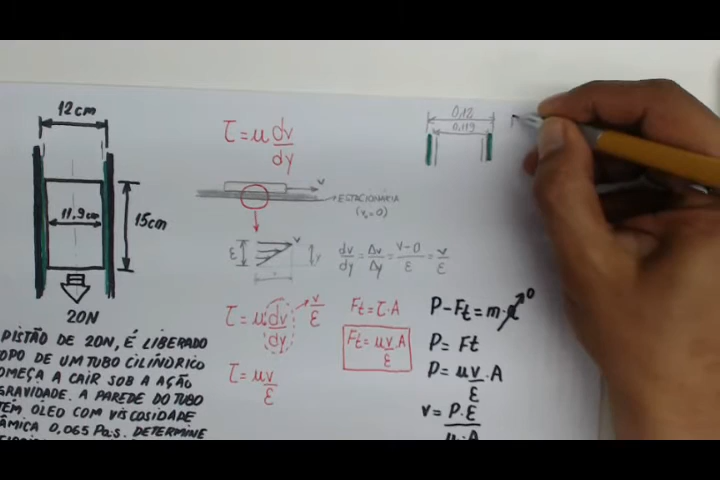 12cm
11,9cm
15cm
20N
PISTÃO DE 20N, É LIBERADO
OPO DE UM TUBO CILÍNDRICO
OMEÇA A CAIR SOB A AÇÃO
GRAVIDADE. A PAREDE DO TUBO
TÉM ÓLEO COM VISCOSIDADE
ÂMICA 0,065 Pa.S. DETERMINE
τ = μ dv/dy
v
ESTACIONÁRIA
(v₀=0)
ε v y
dv/dy = Δv/Δy = v-0/ε = v/ε
τ = μ dv/dy v/ε
τ = μv/ε
Ft = τ·A
Ft = μv·A/ε
0,12
0,119
P - Ft = m·a 0
P = Ft
P = μv·A/ε
v = P·ε/μ·A